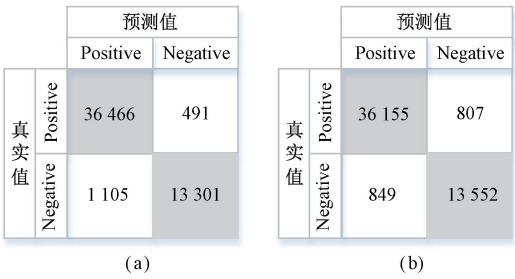 预测值
Positive Negative
真实值
Positive
36 466 491
Negative
1 105 13 301
(a)
预测值
Positive Negative
真实值
Positive
36 155 807
Negative
849 13 552
(b)